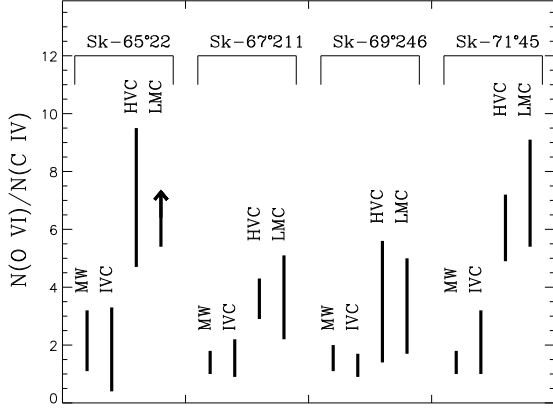 Sk-65°22 Sk-67°211 Sk-69°246 Sk-71°45
HVC LMC
HVC LMC
HVC LMC
HVC LMC
MW IVC
MW IVC
MW IVC
MW IVC
N(O VI)/N(C IV)
12
10
8
6
4
2
0